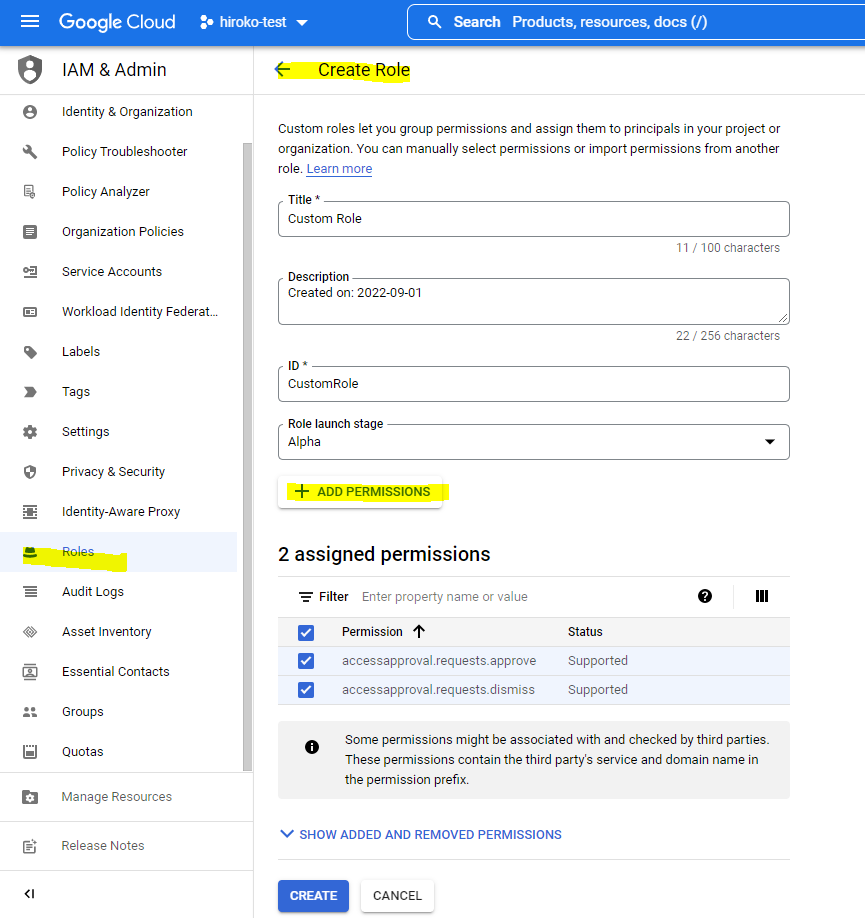 Google Cloud
hiroko-test
Search Products, resources, docs (/)
IAM & Admin
Identity & Organization
Policy Troubleshooter
Policy Analyzer
Organization Policies
Service Accounts
Workload Identity Federat...
Labels
Tags
Settings
Privacy & Security
Identity-Aware Proxy
Roles
Audit Logs
Asset Inventory
Essential Contacts
Groups
Quotas
Manage Resources
Release Notes
Create Role
Custom roles let you group permissions and assign them to principals in your project or
organization. You can manually select permissions or import permissions from another
role. Learn more
Title *
Custom Role
11 / 100 characters
Description
Created on: 2022-09-01
22 / 256 characters
ID *
CustomRole
Role launch stage
Alpha
ADD PERMISSIONS
2 assigned permissions
Filter Enter property name or value
Permission Status
accessapproval.requests.approve Supported
accessapproval.requests.dismiss Supported
Some permissions might be associated with and checked by third parties.
These permissions contain the third party's service and domain name in
the permission prefix.
SHOW ADDED AND REMOVED PERMISSIONS
CREATE CANCEL